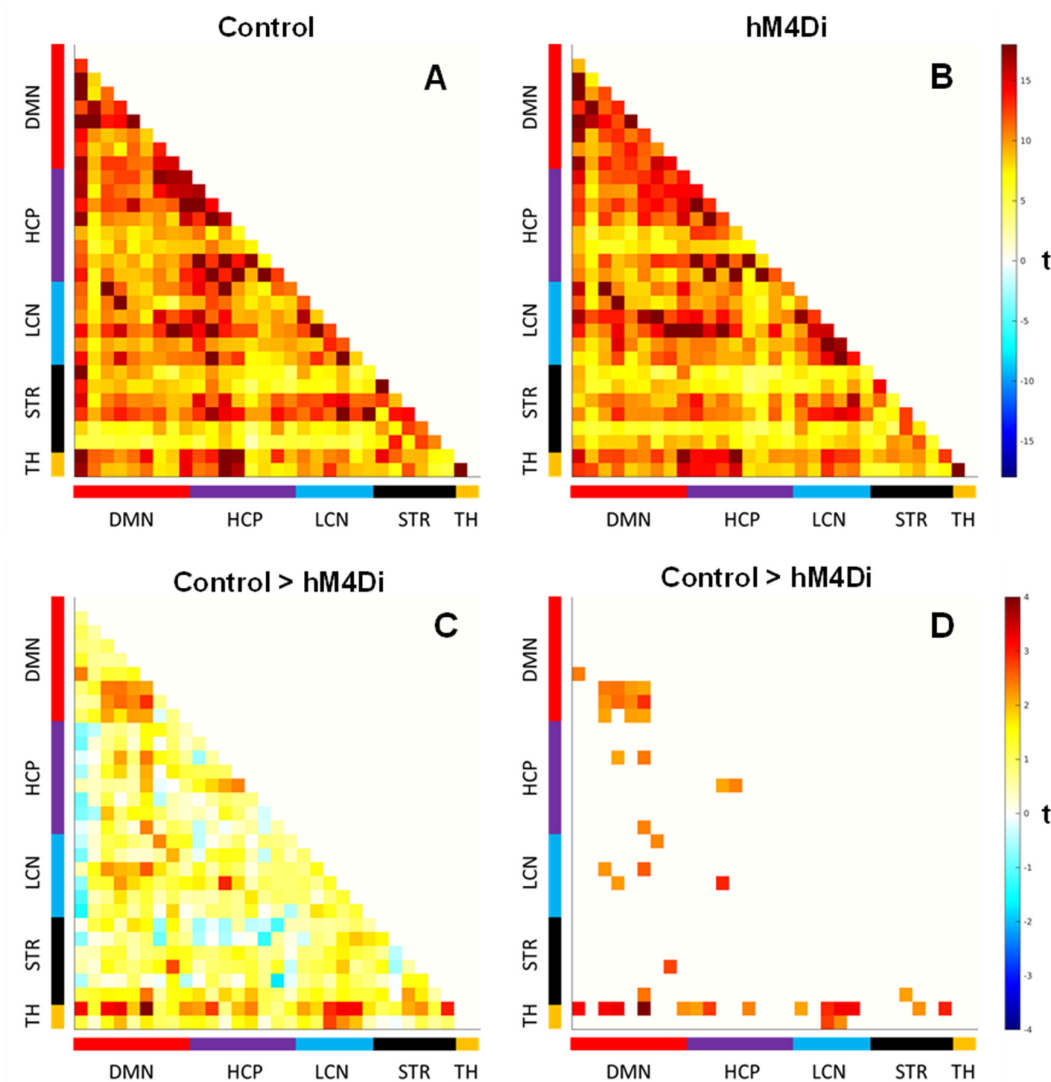 Control
hM4Di
A
B
DMN
HCP
LCN
STR
TH
DMN
HCP
LCN
STR
TH
15
10
5
0
-5
-10
-15
t
DMN
HCP
LCN
STR
TH
DMN
HCP
LCN
STR
TH
Control > hM4Di
Control > hM4Di
C
D
DMN
HCP
LCN
STR
TH
DMN
HCP
LCN
STR
TH
4
3
2
1
0
-1
-2
-3
-4
t
DMN
HCP
LCN
STR
TH
DMN
HCP
LCN
STR
TH